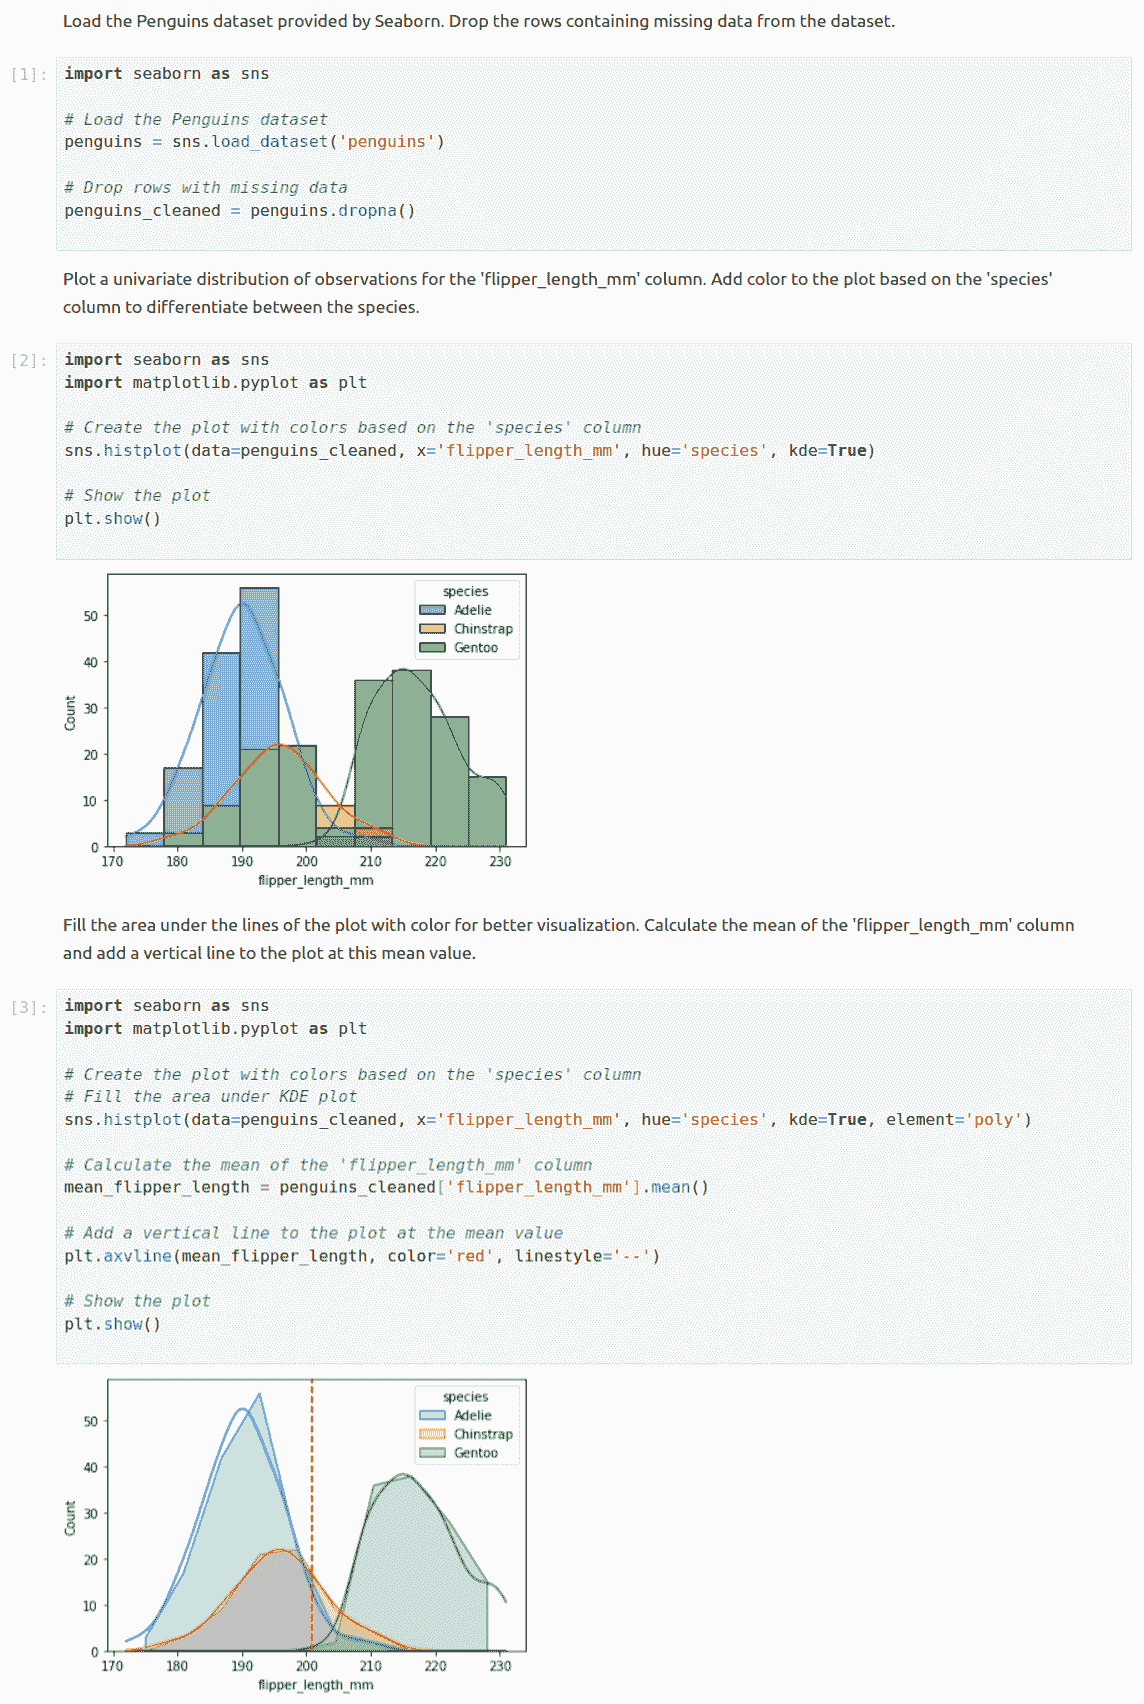 Load the Penguins dataset provided by Seaborn. Drop the rows containing missing data from the dataset.
[1]:
import seaborn as sns
# Load the Penguins dataset
penguins = sns.load_dataset('penguins')
# Drop rows with missing data
penguins_cleaned = penguins.dropna()
Plot a univariate distribution of observations for the 'flipper_length_mm' column. Add color to the plot based on the 'species'
column to differentiate between the species.
[2]:
import seaborn as sns
import matplotlib.pyplot as plt
# Create the plot with colors based on the 'species' column
sns.histplot(data=penguins_cleaned, x='flipper_length_mm', hue='species', kde=True)
# Show the plot
plt.show()
species
Adelie
Chinstrap
Gentoo
50
40
30
20
10
0
Count
170 180 190 200 210 220 230
flipper_length_mm
Fill the area under the lines of the plot with color for better visualization. Calculate the mean of the 'flipper_length_mm' column
and add a vertical line to the plot at this mean value.
[3]:
import seaborn as sns
import matplotlib.pyplot as plt
# Create the plot with colors based on the 'species' column
# Fill the area under KDE plot
sns.histplot(data=penguins_cleaned, x='flipper_length_mm', hue='species', kde=True, element='poly')
# Calculate the mean of the 'flipper_length_mm' column
mean_flipper_length = penguins_cleaned['flipper_length_mm'].mean()
# Add a vertical line to the plot at the mean value
plt.axvline(mean_flipper_length, color='red', linestyle='--')
# Show the plot
plt.show()
species
Adelie
Chinstrap
Gentoo
50
40
30
20
10
0
Count
170 180 190 200 210 220 230
flipper_length_mm